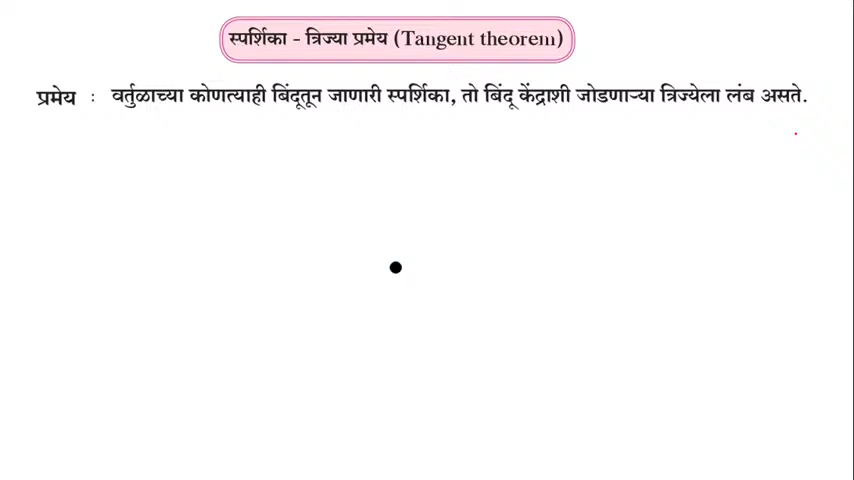 स्पर्शिका - त्रिज्या प्रमेय (Tangent theorem)
प्रमेय : वर्तुळाच्या कोणत्याही बिंदूतून जाणारी स्पर्शिका, तो बिंदू केंद्राशी जोडणाऱ्या त्रिज्येला लंब असते.